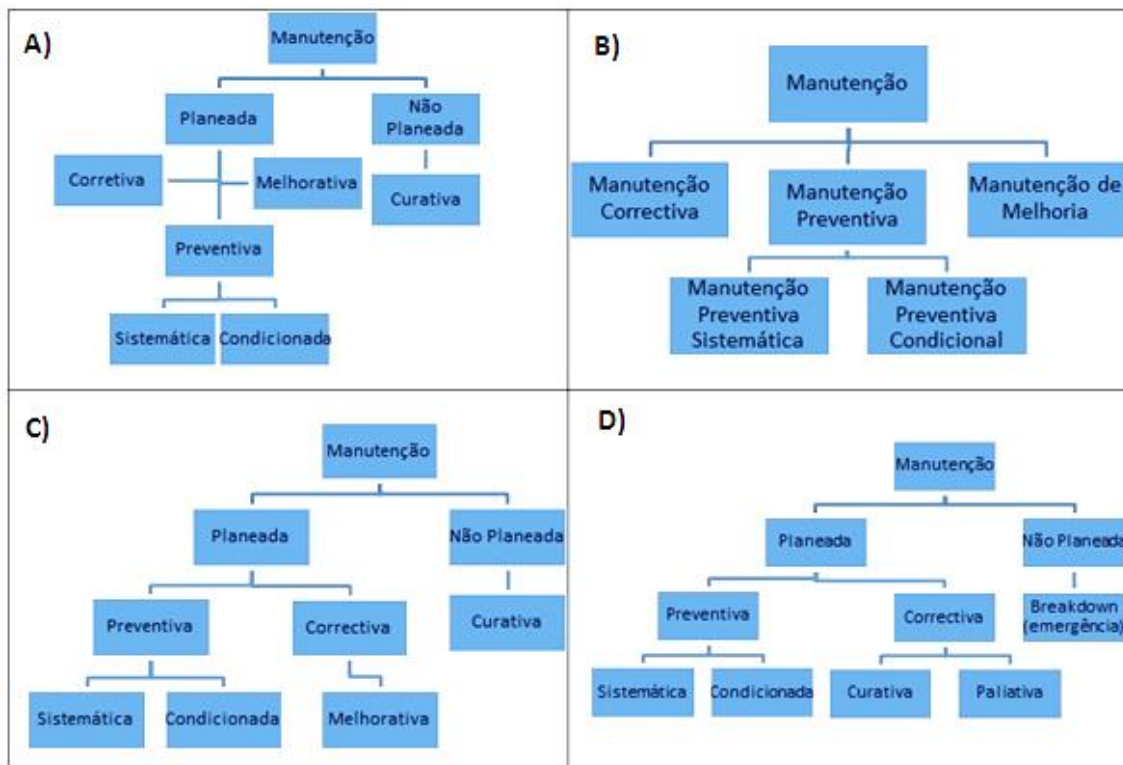 A)
Manutenção
Planeada
Não
Planeada
Corretiva
Melhorativa
Curativa
Preventiva
Sistemática
Condicionada
B)
Manutenção
Manutenção
Correctiva
Manutenção
Preventiva
Manutenção de
Melhoria
Manutenção
Preventiva
Sistemática
Manutenção
Preventiva
Condicional
C)
Manutenção
Planeada
Não Planeada
Preventiva
Correctiva
Curativa
Sistemática
Condicionada
Melhorativa
D)
Manutenção
Planeada
Não Planeada
Preventiva
Correctiva
Breakdown
(emergência)
Sistemática
Condicionada
Curativa
Paliativa